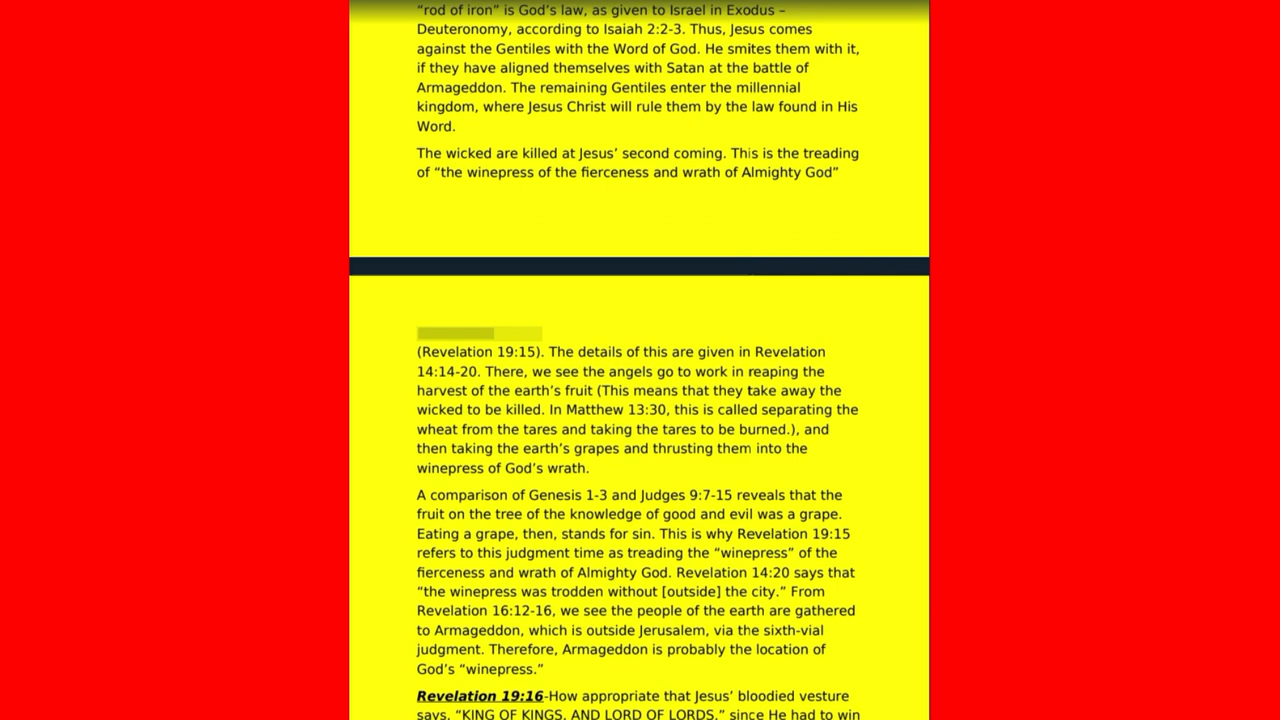 “rod of iron” is God’s law, as given to Israel in Exodus –
Deuteronomy, according to Isaiah 2:2-3. Thus, Jesus comes
against the Gentiles with the Word of God. He smites them with it,
if they have aligned themselves with Satan at the battle of
Armageddon. The remaining Gentiles enter the millennial
kingdom, where Jesus Christ will rule them by the law found in His
Word.
The wicked are killed at Jesus’ second coming. This is the treading
of “the winepress of the fierceness and wrath of Almighty God”
(Revelation 19:15). The details of this are given in Revelation
14:14-20. There, we see the angels go to work in reaping the
harvest of the earth’s fruit (This means that they take away the
wicked to be killed. In Matthew 13:30, this is called separating the
wheat from the tares and taking the tares to be burned.), and
then taking the earth’s grapes and thrusting them into the
winepress of God’s wrath.
A comparison of Genesis 1-3 and Judges 9:7-15 reveals that the
fruit on the tree of the knowledge of good and evil was a grape.
Eating a grape, then, stands for sin. This is why Revelation 19:15
refers to this judgment time as treading the “winepress” of the
fierceness and wrath of Almighty God. Revelation 14:20 says that
“the winepress was trodden without [outside] the city.” From
Revelation 16:12-16, we see the people of the earth are gathered
to Armageddon, which is outside Jerusalem, via the sixth-vial
judgment. Therefore, Armageddon is probably the location of
God’s “winepress.”
Revelation 19:16-How appropriate that Jesus’ bloodied vesture
says, “KING OF KINGS, AND LORD OF LORDS,” since He had to win